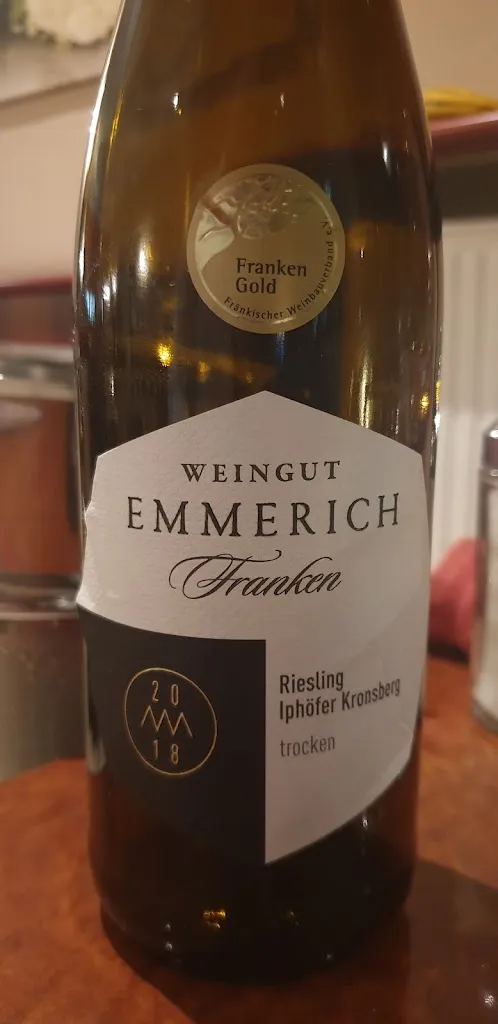 Franken
Gold
Fränkischer Weinbauverband e.V.
WEINGUT
EMMERICH
Franken
20
18
Riesling
Iphöfer Kronsberg
trocken